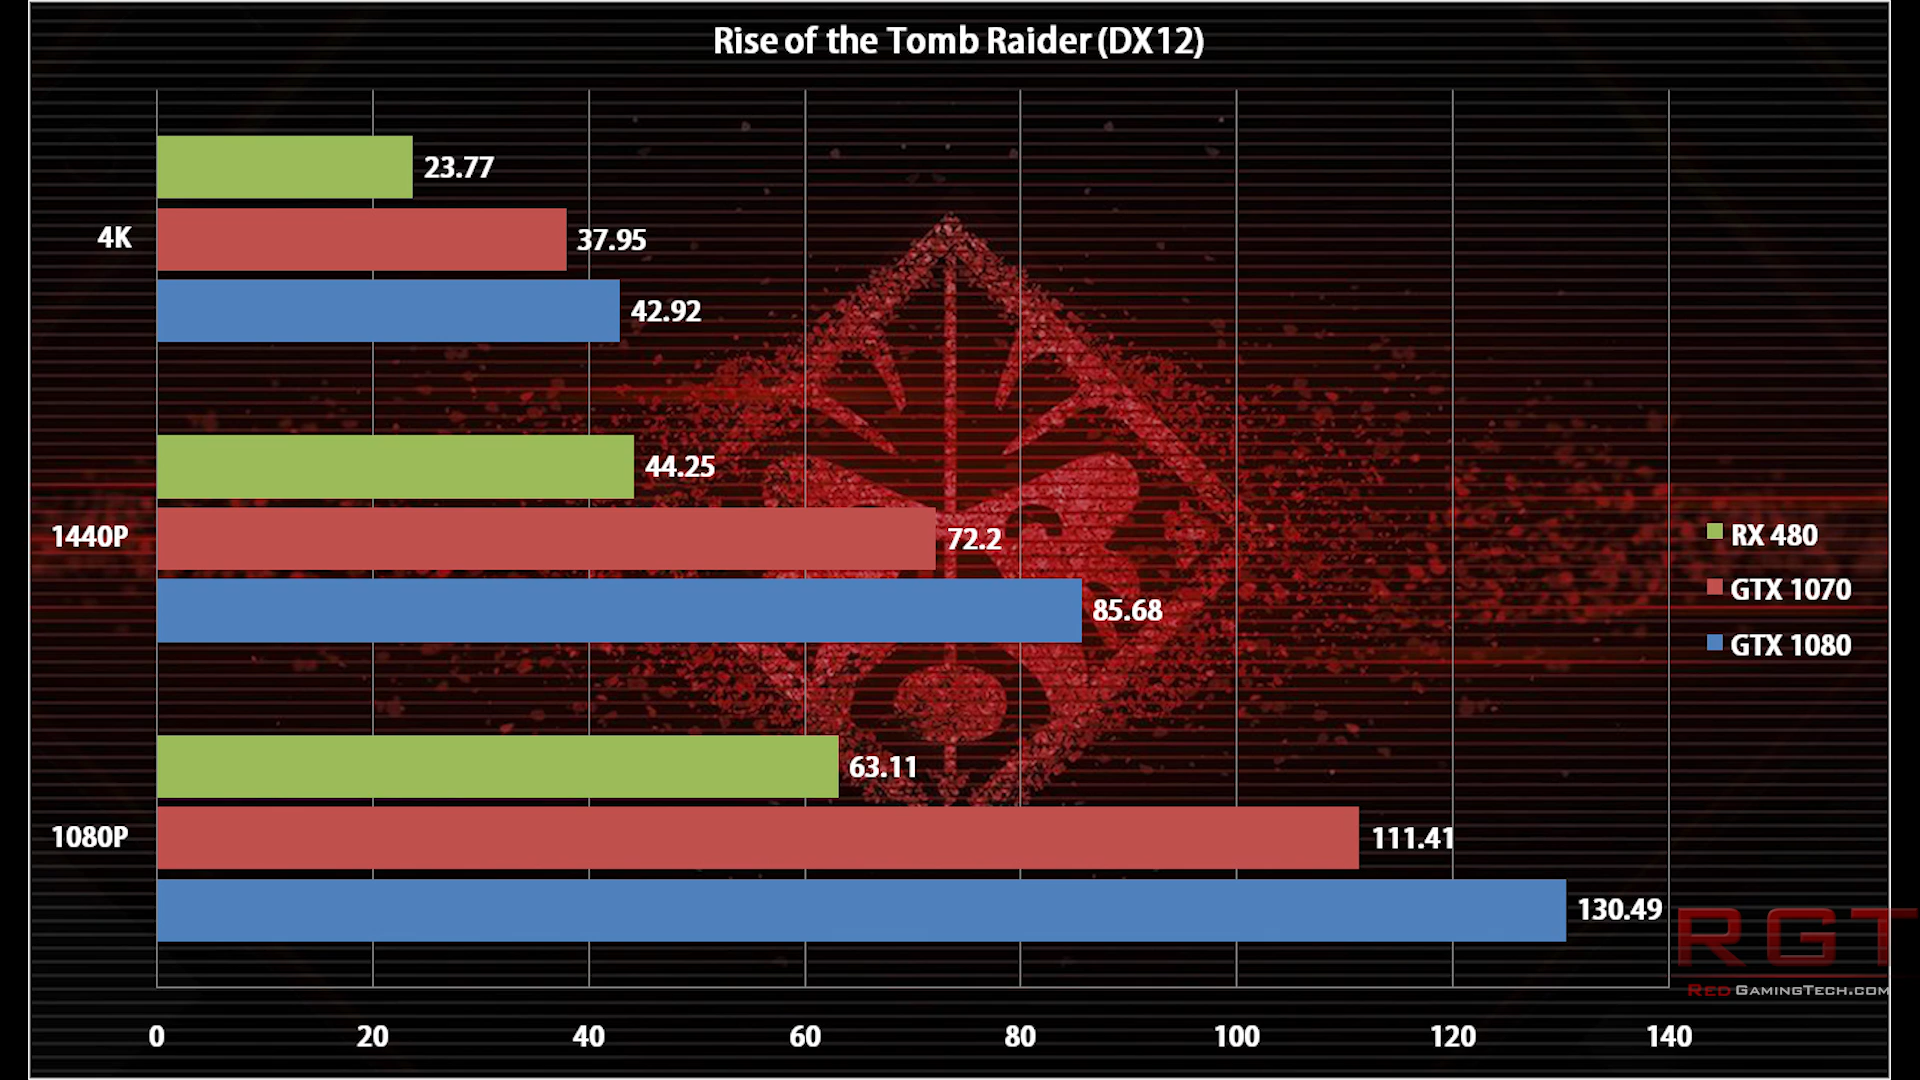 Rise of the Tomb Raider (DX12)
4K
23.77
37.95
42.92
1440P
44.25
72.2
85.68
1080P
63.11
111.41
130.49
RX 480
GTX 1070
GTX 1080
0 20 40 60 80 100 120 140
RGT
RED GAMINGTECH.COM